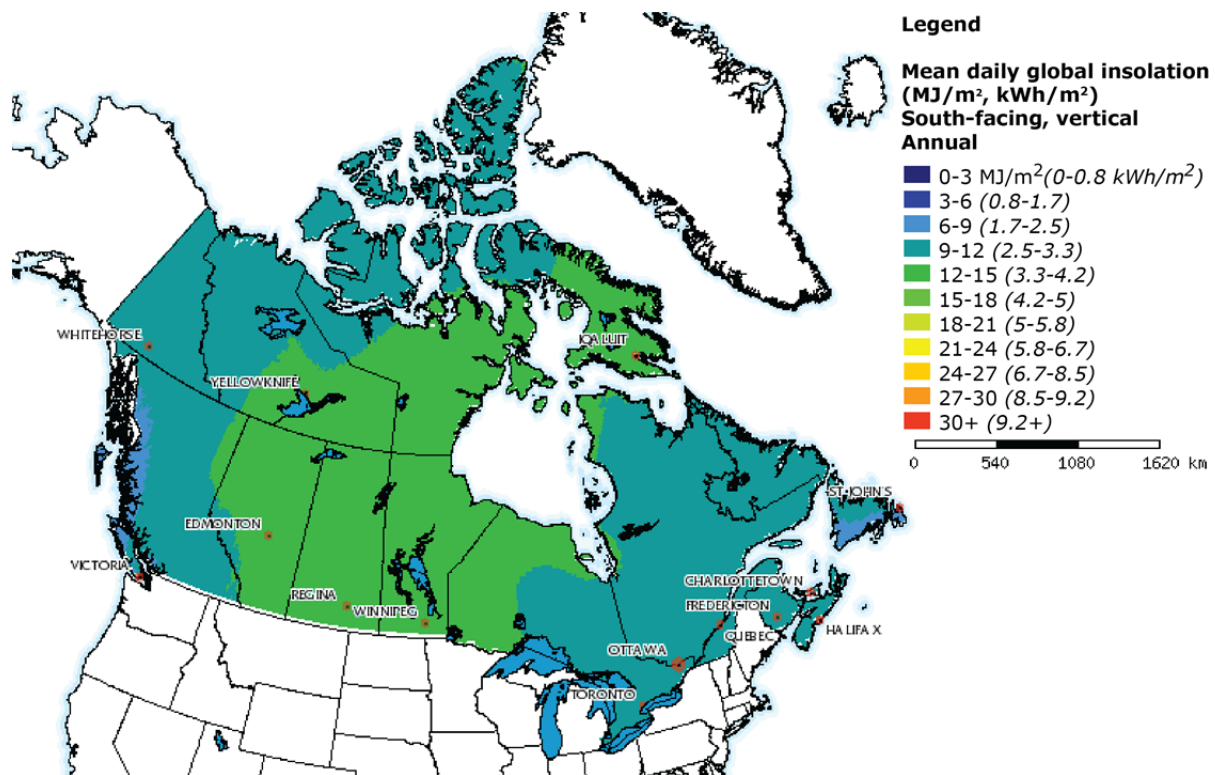 Legend
Mean daily global insolation
(MJ/m², kWh/m²)
South-facing, vertical
Annual
0-3 MJ/m²(0-0.8 kWh/m²)
3-6 (0.8-1.7)
6-9 (1.7-2.5)
9-12 (2.5-3.3)
12-15 (3.3-4.2)
15-18 (4.2-5)
18-21 (5-5.8)
21-24 (5.8-6.7)
24-27 (6.7-8.5)
27-30 (8.5-9.2)
30+ (9.2+)
0 540 1080 1620 km
WHITEHORSE
IQALUIT
YELLOWKNIFE
ST-JOHN'S
EDMONTON
VICTORIA
CHARLOTTETOWN
REGINA
FREDERICTON
WINNIPEG
HALIFAX
QUEBEC
OTTAWA
TORONTO